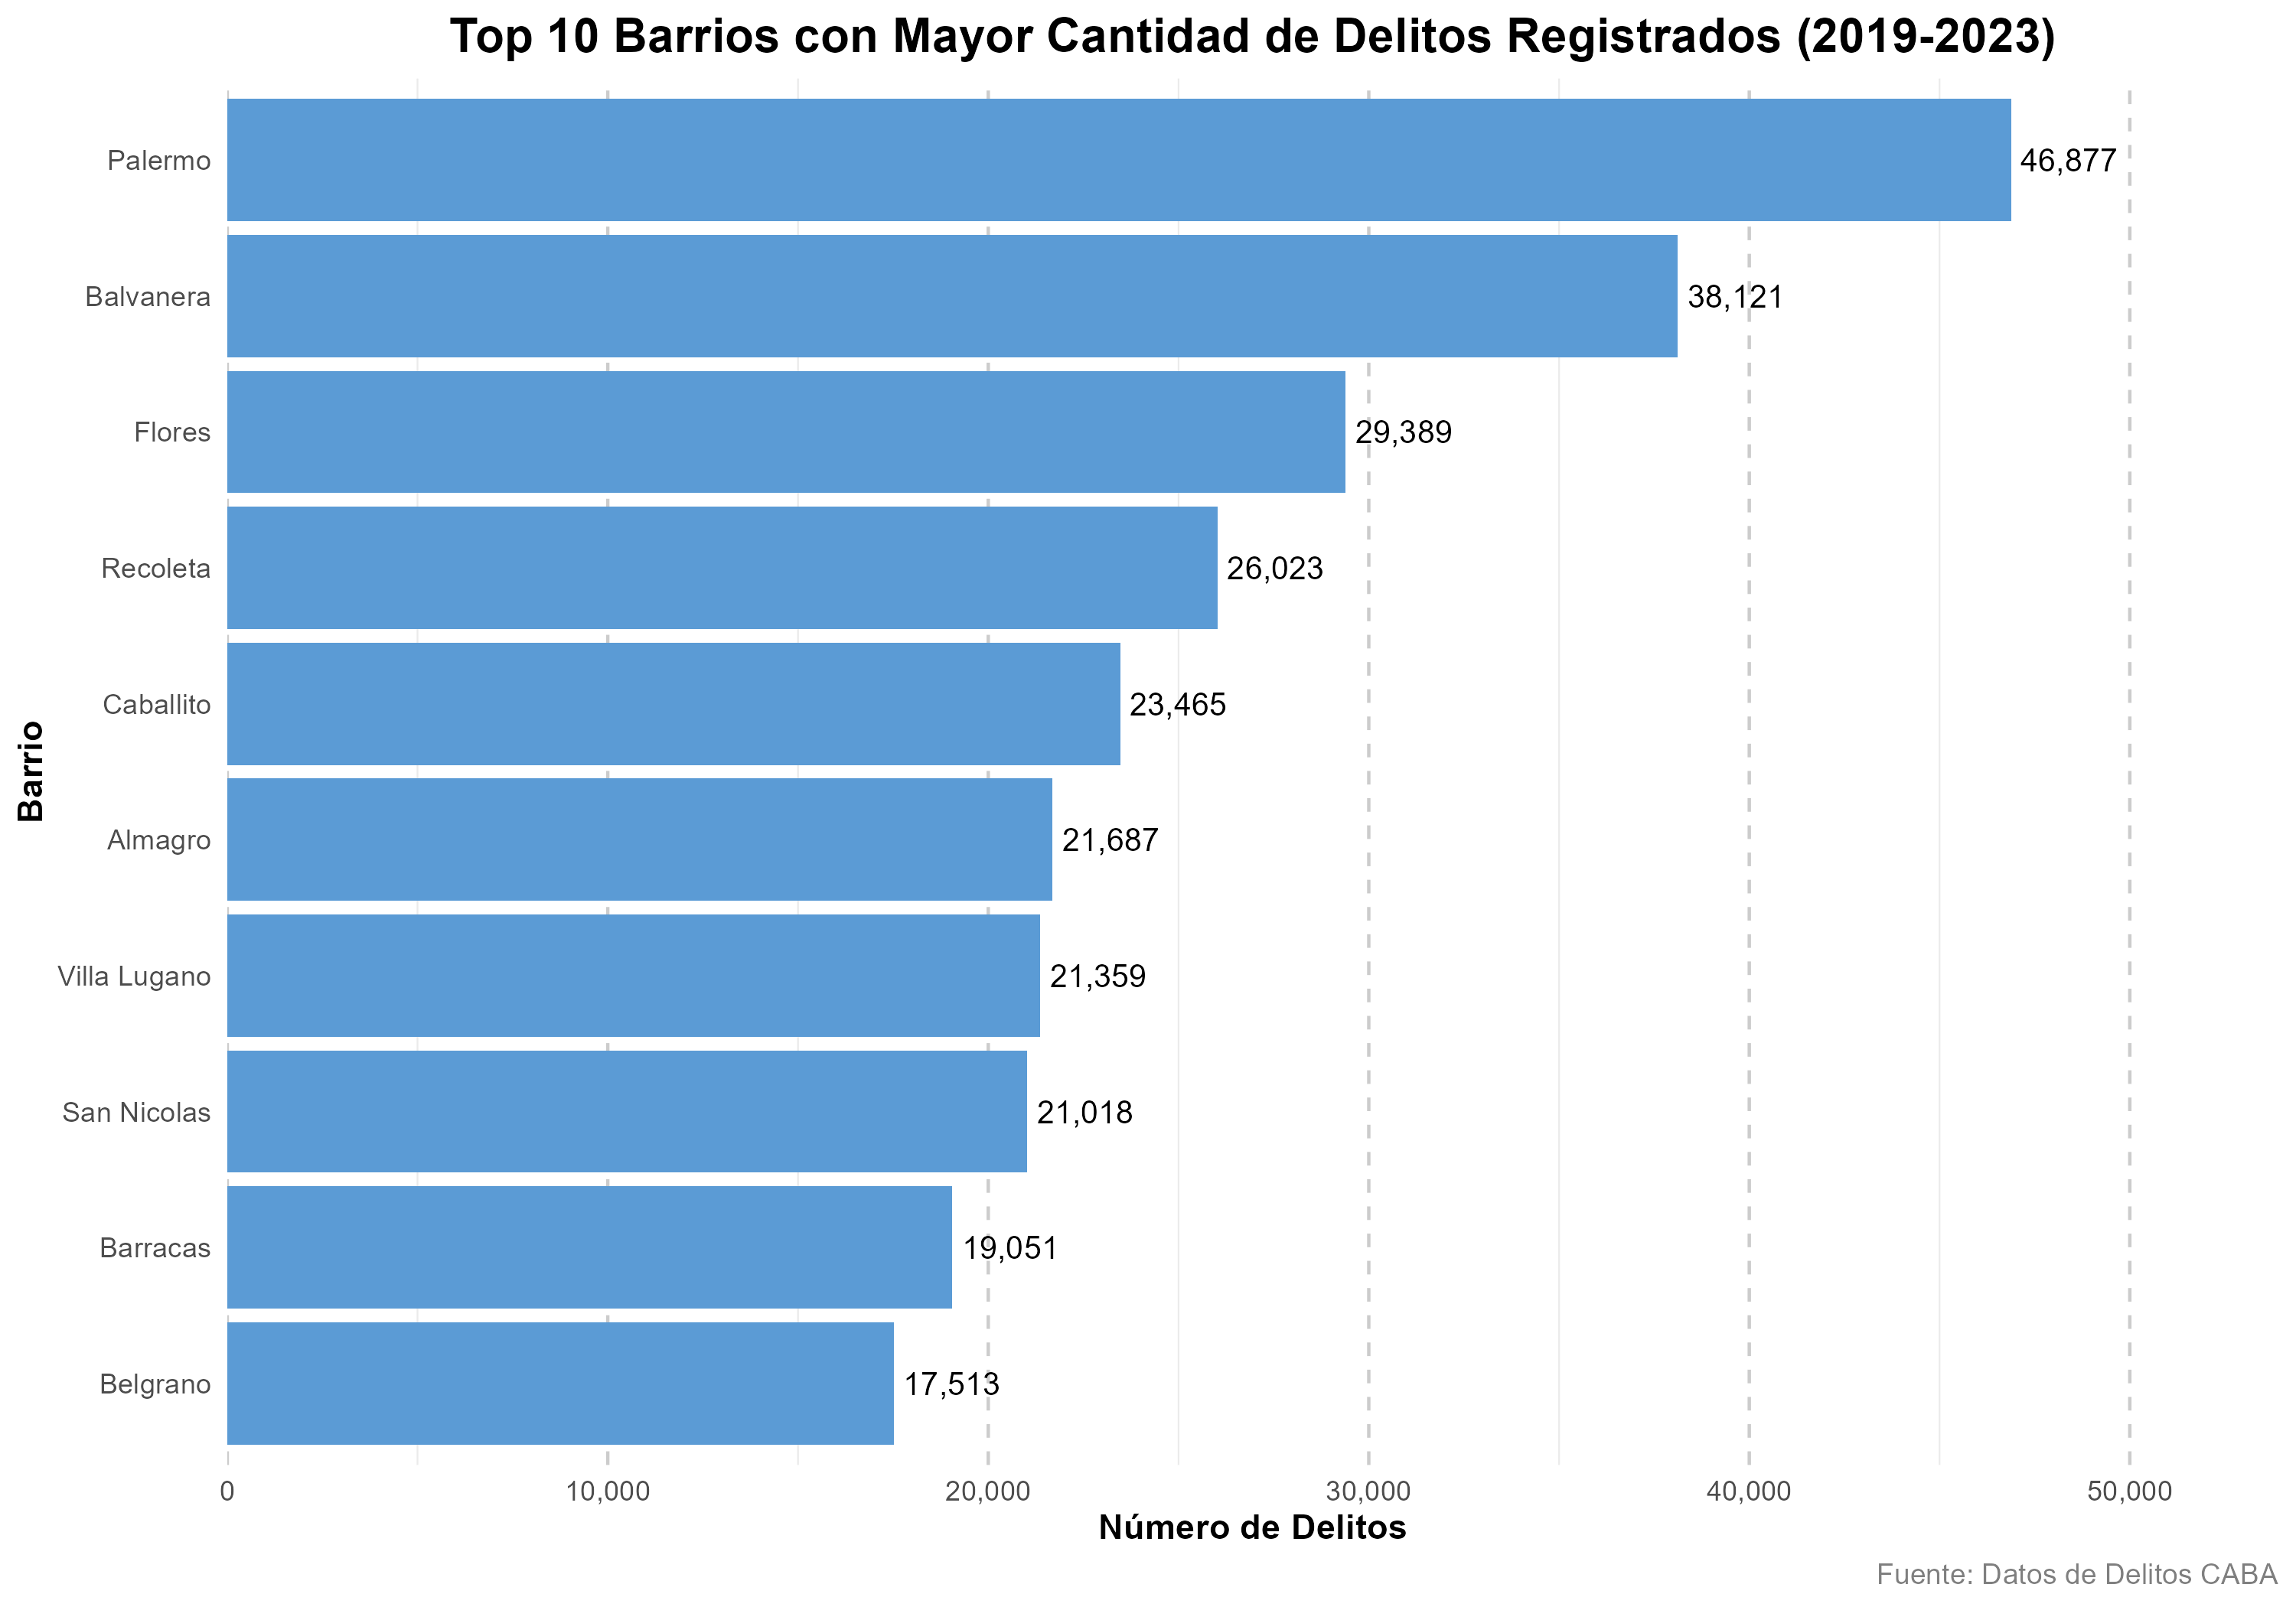 Top 10 Barrios con Mayor Cantidad de Delitos Registrados (2019-2023)
Barrio
Palermo 46,877
Balvanera 38,121
Flores 29,389
Recoleta 26,023
Caballito 23,465
Almagro 21,687
Villa Lugano 21,359
San Nicolas 21,018
Barracas 19,051
Belgrano 17,513
0 10,000 20,000 30,000 40,000 50,000
Número de Delitos
Fuente: Datos de Delitos CABA